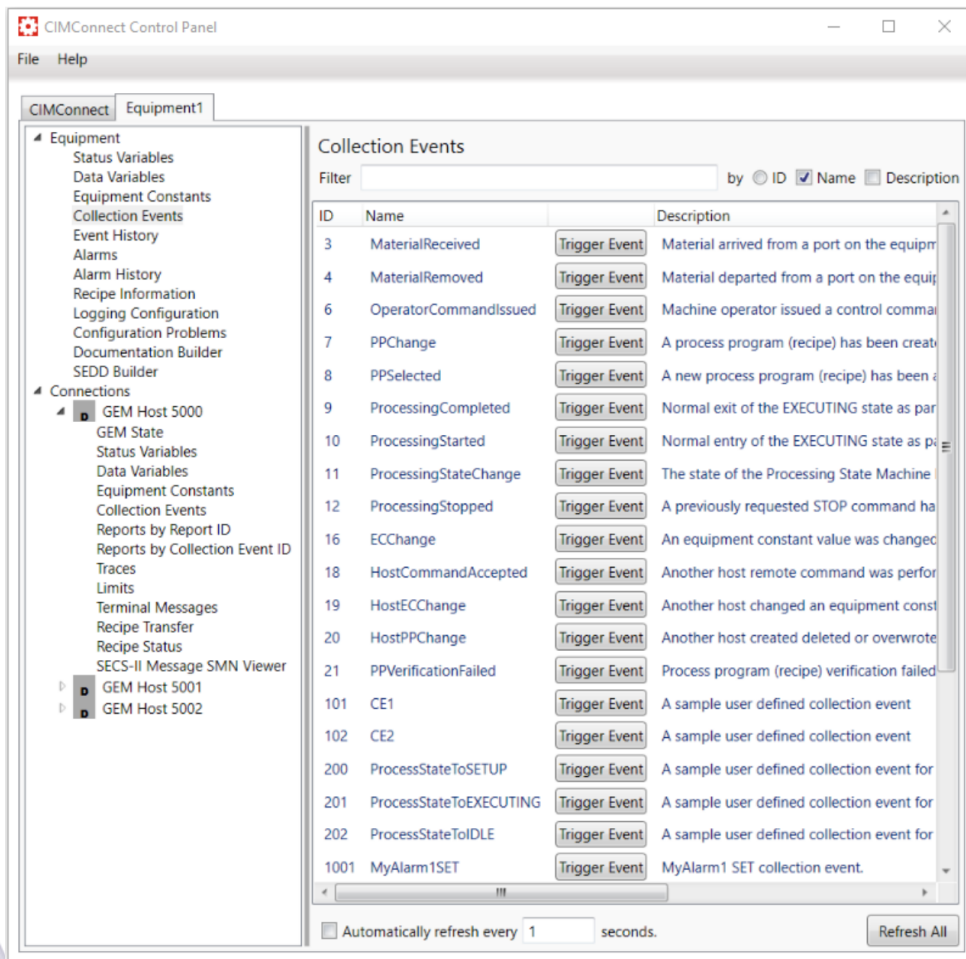 CIMConnect Control Panel
File Help
CIMConnect Equipment1
Equipment
Status Variables
Data Variables
Equipment Constants
Collection Events
Event History
Alarms
Alarm History
Recipe Information
Logging Configuration
Configuration Problems
Documentation Builder
SEDD Builder
Connections
D GEM Host 5000
GEM State
Status Variables
Data Variables
Equipment Constants
Collection Events
Reports by Report ID
Reports by Collection Event ID
Traces
Limits
Terminal Messages
Recipe Transfer
Recipe Status
SECS-II Message SMN Viewer
D GEM Host 5001
D GEM Host 5002
Collection Events
Filter by ID Name Description
ID Name Description
3 MaterialReceived Trigger Event Material arrived from a port on the equipm
4 MaterialRemoved Trigger Event Material departed from a port on the equip
6 OperatorCommandIssued Trigger Event Machine operator issued a control comma
7 PPChange Trigger Event A process program (recipe) has been creat
8 PPSelected Trigger Event A new process program (recipe) has been a
9 ProcessingCompleted Trigger Event Normal exit of the EXECUTING state as par
10 ProcessingStarted Trigger Event Normal entry of the EXECUTING state as pa
11 ProcessingStateChange Trigger Event The state of the Processing State Machine
12 ProcessingStopped Trigger Event A previously requested STOP command ha
16 ECChange Trigger Event An equipment constant value was changed
18 HostCommandAccepted Trigger Event Another host remote command was perfor
19 HostECChange Trigger Event Another host changed an equipment const
20 HostPPChange Trigger Event Another host created deleted or overwrote
21 PPVerificationFailed Trigger Event Process program (recipe) verification failed
101 CE1 Trigger Event A sample user defined collection event
102 CE2 Trigger Event A sample user defined collection event
200 ProcessStateToSETUP Trigger Event A sample user defined collection event for
201 ProcessStateToEXECUTING Trigger Event A sample user defined collection event for
202 ProcessStateToIDLE Trigger Event A sample user defined collection event for
1001 MyAlarm1SET Trigger Event MyAlarm1 SET collection event.
Automatically refresh every 1 seconds. Refresh All